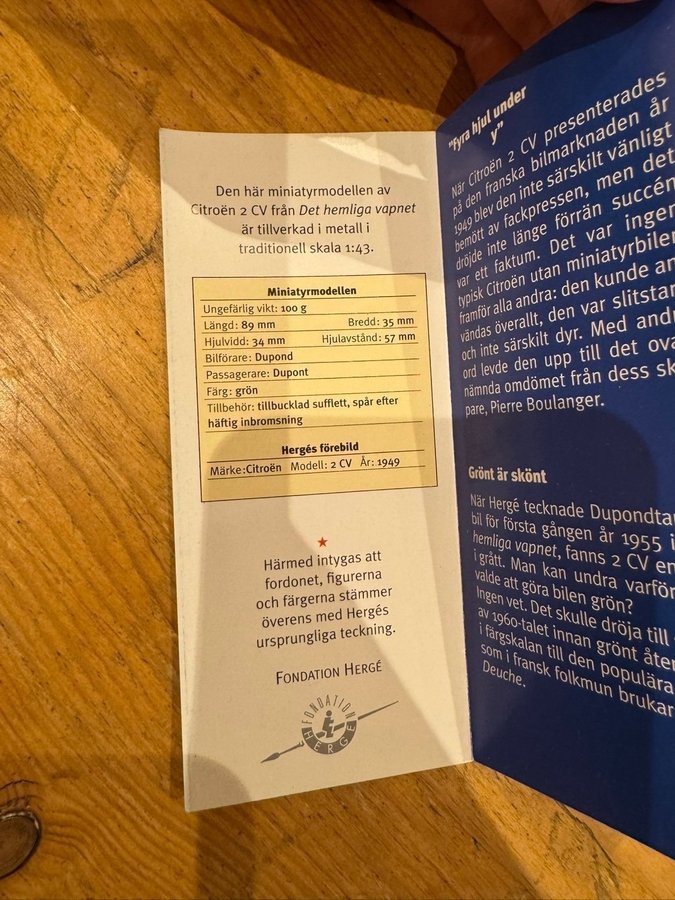 Den här miniatyrmodellen av
Citroën 2 CV från Det hemliga vapnet
är tillverkad i metall i
traditionell skala 1:43.
Miniatyrmodellen
Ungefärlig vikt: 100 g
Längd: 89 mm Bredd: 35 mm
Hjulvidd: 34 mm Hjulavstånd: 57 mm
Bilförare: Dupond
Passagerare: Dupont
Färg: grön
Tillbehör: tillbucklad sufflett, spår efter
häftig inbromsning
Hergés förebild
Märke:Citroën Modell: 2 CV År: 1949
Härmed intygas att
fordonet, figurerna
och färgerna stämmer
överens med Hergés
ursprungliga teckning.
FONDATION HERGÉ
FONDATION
HERGÉ
"Fyra hjul under
y"
När Citroën 2 CV presenterades
på den franska bilmarknaden år
1949 blev den inte särskilt vänligt
bemött av fackpressen, men det
dröjde inte länge förrän succén
var ett faktum. Det var ingen
typisk Citroën utan miniatyrbilen
framför alla andra: den kunde an
vändas överallt, den var slitstar
och inte särskilt dyr. Med andr
ord levde den upp till det ova
nämnda omdömet från dess sk
pare, Pierre Boulanger.
Grönt är skönt
När Hergé tecknade Dupondta
bil för första gången år 1955 i
hemliga vapnet, fanns 2 CV en
i grått. Man kan undra varför
valde att göra bilen grön?
Ingen vet. Det skulle dröja till
av 1960-talet innan grönt åter
i färgskalan till den populära
som i fransk folkmun brukar
Deuche.